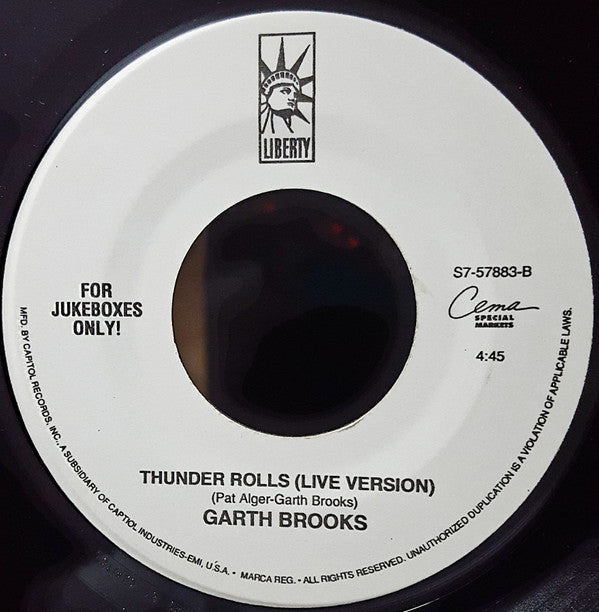 LIBERTY
FOR
JUKEBOXES
ONLY!
S7-57883-B
Cema
SPECIAL
MARKETS
4:45
THUNDER ROLLS (LIVE VERSION)
(Pat Alger-Garth Brooks)
GARTH BROOKS
MFD. BY CAPITOL RECORDS, INC., A SUBSIDIARY OF CAPTIOL INDUSTRIES-EMI, U.S.A. • MARCA REG. • ALL RIGHTS RESERVED. UNAUTHORIZED DUPLICATION IS A VIOLATION OF APPLICABLE LAWS.